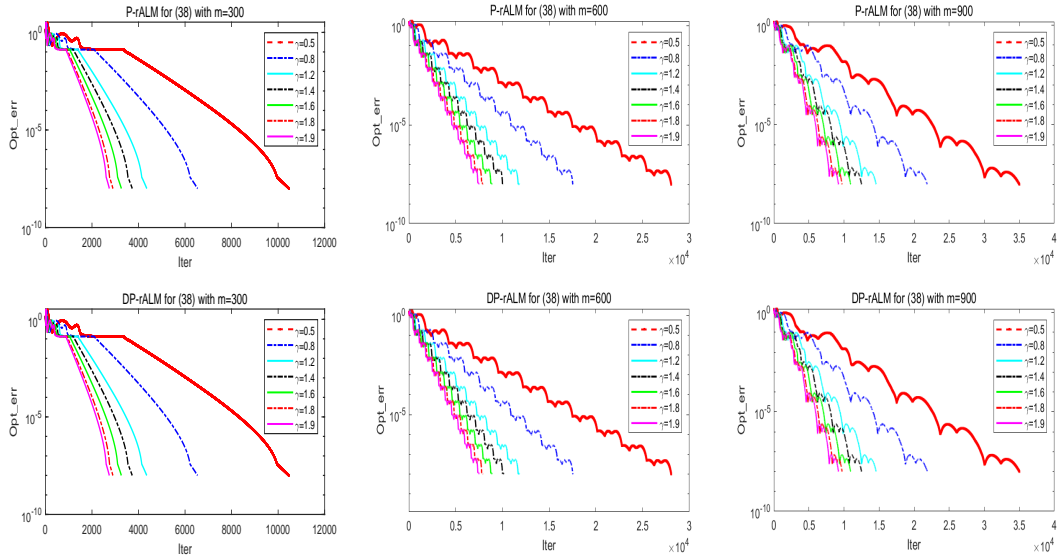 P-rALM for (38) with m=300
10^0
10^-5
10^-10
Opt_err
0 2000 4000 6000 8000 10000 12000
Iter
γ=0.5
γ=0.8
γ=1.2
γ=1.4
γ=1.6
γ=1.8
γ=1.9
P-rALM for (38) with m=600
10^0
10^-5
10^-10
Opt_err
0 0.5 1 1.5 2 2.5 3
Iter
×10^4
γ=0.5
γ=0.8
γ=1.2
γ=1.4
γ=1.6
γ=1.8
γ=1.9
P-rALM for (38) with m=900
10^0
10^-5
10^-10
Opt_err
0 0.5 1 1.5 2 2.5 3 3.5 4
Iter
×10^4
γ=0.5
γ=0.8
γ=1.2
γ=1.4
γ=1.6
γ=1.8
γ=1.9
DP-rALM for (38) with m=300
10^0
10^-5
10^-10
Opt_err
0 2000 4000 6000 8000 10000 12000
Iter
γ=0.5
γ=0.8
γ=1.2
γ=1.4
γ=1.6
γ=1.8
γ=1.9
DP-rALM for (38) with m=600
10^0
10^-5
10^-10
Opt_err
0 0.5 1 1.5 2 2.5 3
Iter
×10^4
γ=0.5
γ=0.8
γ=1.2
γ=1.4
γ=1.6
γ=1.8
γ=1.9
DP-rALM for (38) with m=900
10^0
10^-5
10^-10
Opt_err
0 0.5 1 1.5 2 2.5 3 3.5 4
Iter
×10^4
γ=0.5
γ=0.8
γ=1.2
γ=1.4
γ=1.6
γ=1.8
γ=1.9